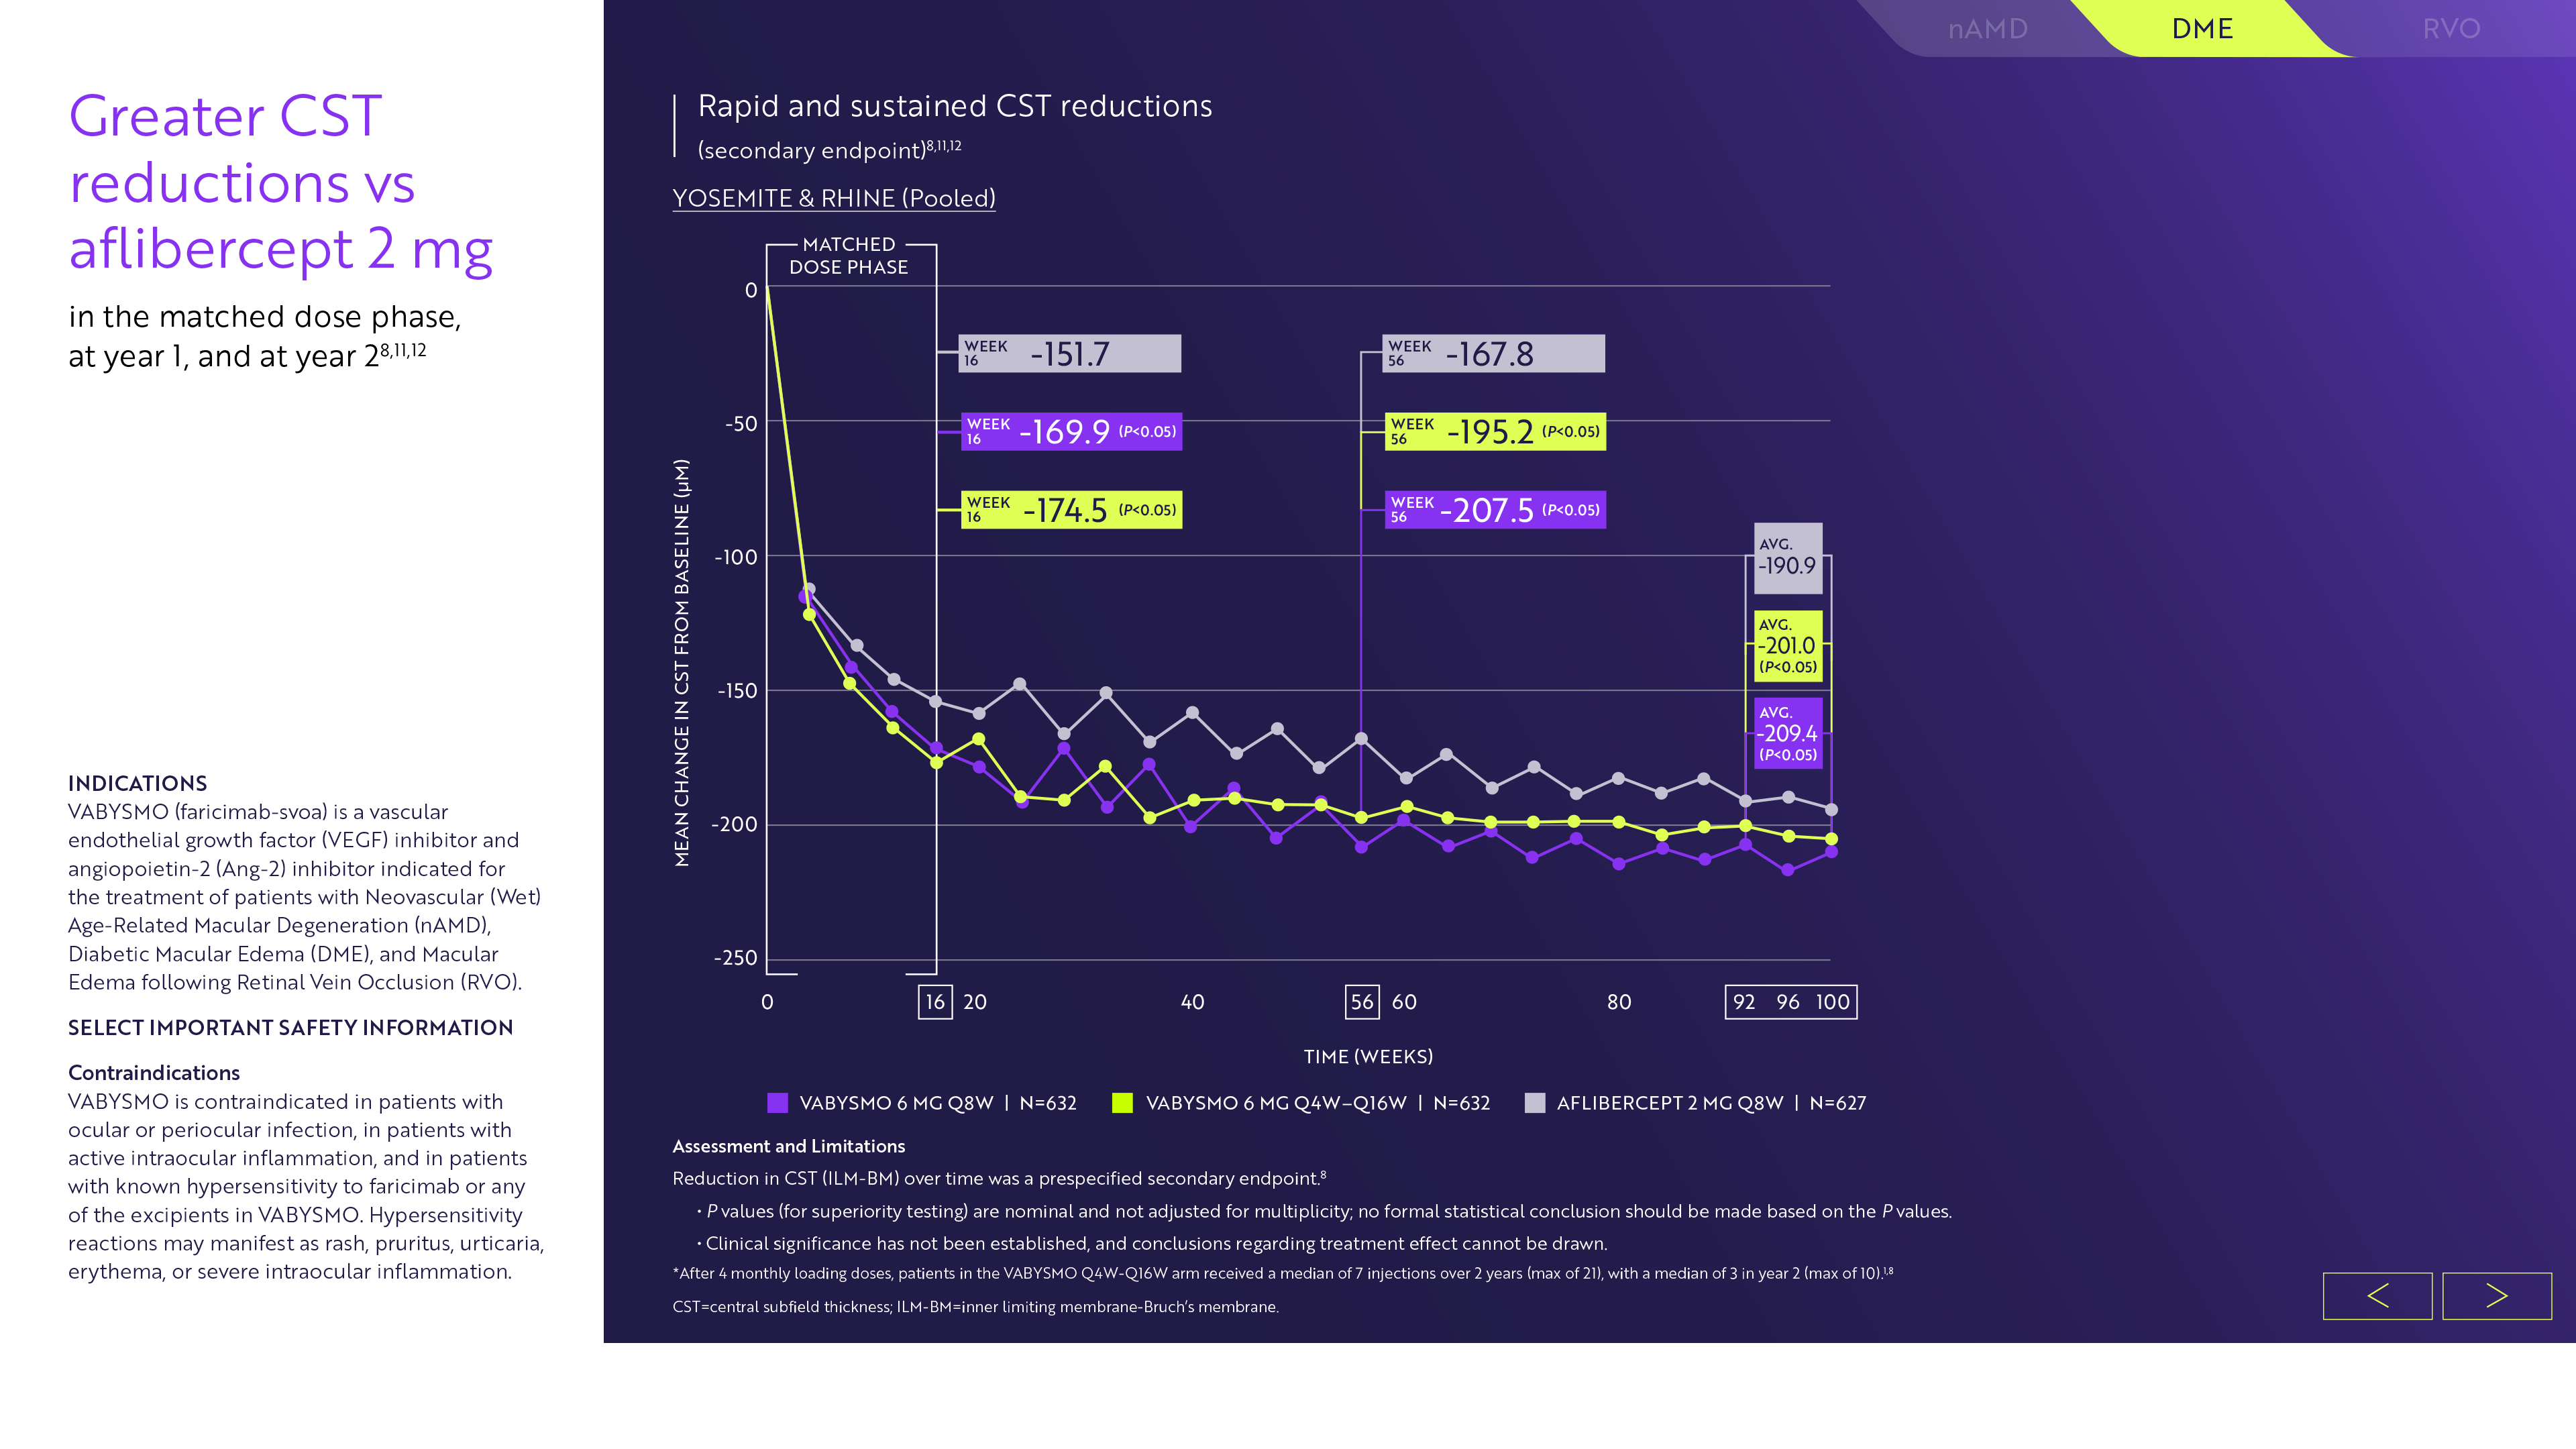 nAMD
DME
RVO
Greater CST
reductions vs
aflibercept 2 mg
in the matched dose phase,
at year 1, and at year 2⁸,¹¹,¹²
INDICATIONS
VABYSMO (faricimab-svoa) is a vascular
endothelial growth factor (VEGF) inhibitor and
angiopoietin-2 (Ang-2) inhibitor indicated for
the treatment of patients with Neovascular (Wet)
Age-Related Macular Degeneration (nAMD),
Diabetic Macular Edema (DME), and Macular
Edema following Retinal Vein Occlusion (RVO).
SELECT IMPORTANT SAFETY INFORMATION
Contraindications
VABYSMO is contraindicated in patients with
ocular or periocular infection, in patients with
active intraocular inflammation, and in patients
with known hypersensitivity to faricimab or any
of the excipients in VABYSMO. Hypersensitivity
reactions may manifest as rash, pruritus, urticaria,
erythema, or severe intraocular inflammation.
Rapid and sustained CST reductions
(secondary endpoint)⁸,¹¹,¹²
YOSEMITE & RHINE (Pooled)
MATCHED
DOSE PHASE
MEAN CHANGE IN CST FROM BASELINE (µM)
0
-50
-100
-150
-200
-250
WEEK 16 -151.7
WEEK 16 -169.9 (P<0.05)
WEEK 16 -174.5 (P<0.05)
WEEK 56 -167.8
WEEK 56 -195.2 (P<0.05)
WEEK 56 -207.5 (P<0.05)
AVG.
-190.9
AVG.
-201.0
(P<0.05)
AVG.
-209.4
(P<0.05)
0 16 20 40 56 60 80 92 96 100
TIME (WEEKS)
VABYSMO 6 MG Q8W | N=632 VABYSMO 6 MG Q4W–Q16W | N=632 AFLIBERCEPT 2 MG Q8W | N=627
Assessment and Limitations
Reduction in CST (ILM-BM) over time was a prespecified secondary endpoint.⁸
• P values (for superiority testing) are nominal and not adjusted for multiplicity; no formal statistical conclusion should be made based on the P values.
• Clinical significance has not been established, and conclusions regarding treatment effect cannot be drawn.
*After 4 monthly loading doses, patients in the VABYSMO Q4W-Q16W arm received a median of 7 injections over 2 years (max of 21), with a median of 3 in year 2 (max of 10).¹,⁸
CST=central subfield thickness; ILM-BM=inner limiting membrane-Bruch's membrane.